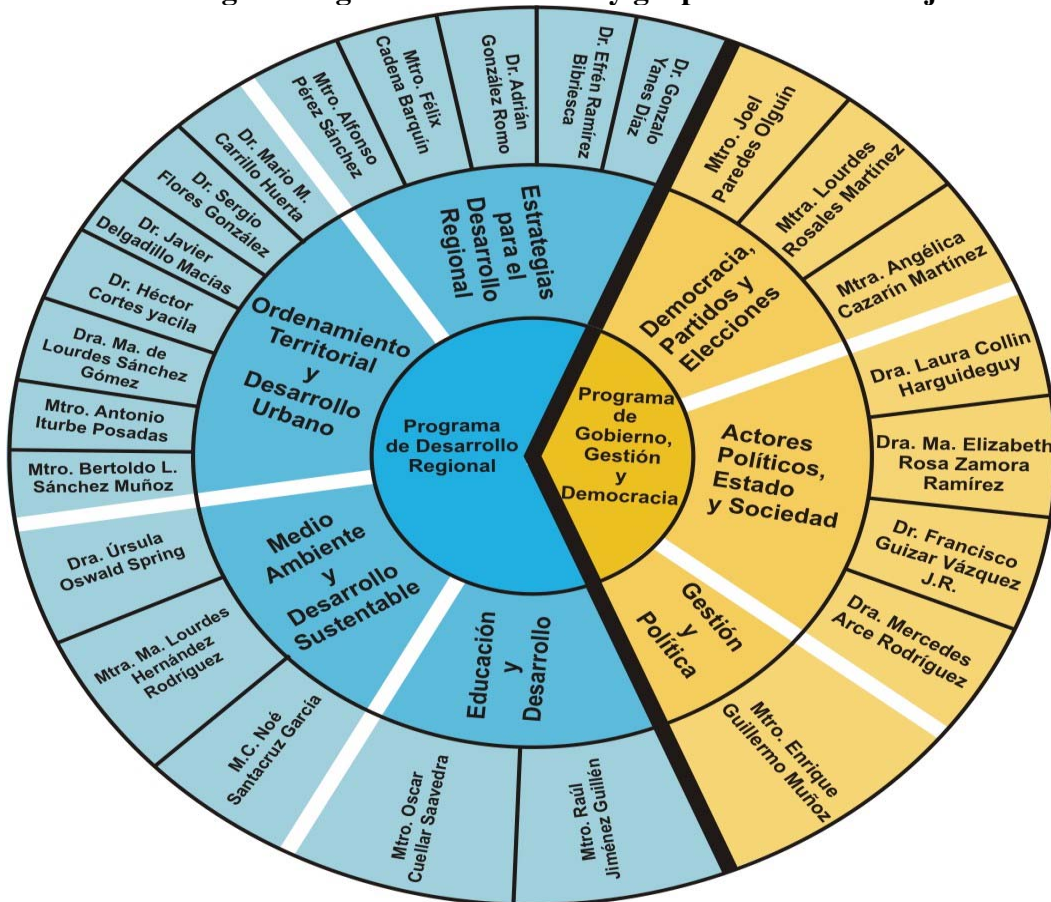 Programa
de Desarrollo
Regional
Programa
de
Gobierno,
Gestión
y
Democracia
Estrategias
para el
Desarrollo
Regional
Mtro. Alfonso
Pérez Sánchez
Mtro. Félix
Cadena Barquín
Dr. Adrián
González Romo
Dr. Efrén Ramírez
Bibriesca
Dr. Gonzalo
Yanes Diaz
Democracia,
Partidos y
Elecciones
Mtro. Joel
Paredes Olguín
Mtra. Lourdes
Rosales Martínez
Mtra. Angélica
Cazarín Martínez
Actores
Políticos,
Estado
y Sociedad
Dra. Laura Collin
Harguideguy
Dra. Ma. Elizabeth
Rosa Zamora
Ramírez
Dr. Francisco
Guizar Vázquez
J.R.
Dra. Mercedes
Arce Rodríguez
Gestión
y
Política
Mtro. Enrique
Guillermo Muñoz
Educación
y
Desarrollo
Mtro. Raúl
Jiménez Guillén
Mtro. Oscar
Cuellar Saavedra
Medio
Ambiente
y
Desarrollo
Sustentable
M.C. Noé
Santacruz García
Mtra. Ma. Lourdes
Hernández
Rodríguez
Dra. Úrsula
Oswald Spring
Ordenamiento
Territorial
y
Desarrollo
Urbano
Mtro. Bertoldo L.
Sánchez Muñoz
Mtro. Antonio
Iturbe Posadas
Dra. Ma. de
Lourdes Sánchez
Gómez
Dr. Héctor
Cortes yacila
Dr. Javier
Delgadillo Macías
Dr. Sergio
Flores González
Dr. Mario M.
Carrillo Huerta